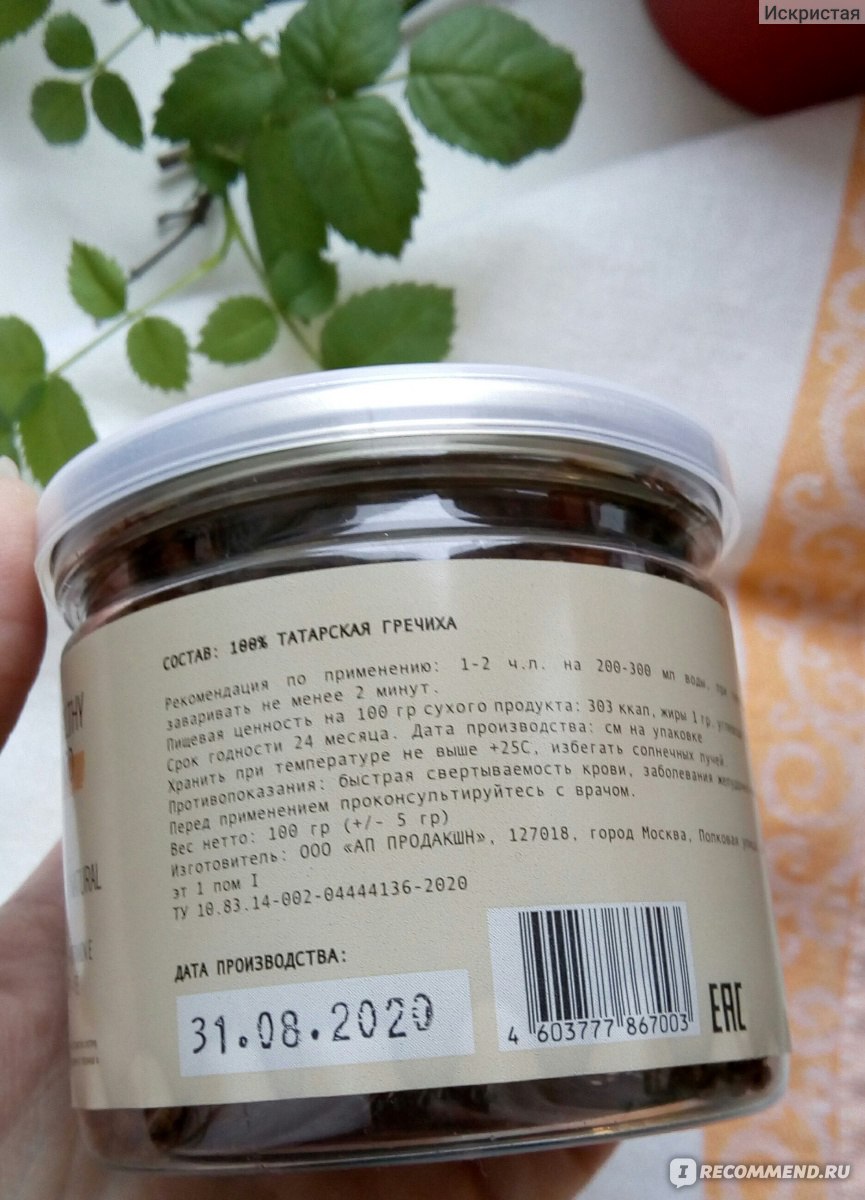 Искристая
СОСТАВ: 100% ТАТАРСКАЯ ГРЕЧИХА
Рекомендация по применению: 1-2 ч.л. на 200-300 мл воды, при
заваривать не менее 2 минут.
Пищевая ценность на 100 гр сухого продукта: 303 ккал, жиры 1 гр,
Срок годности 24 месяца. Дата производства: см на упаковке
Хранить при температуре не выше +25С, избегать солнечных лучей
Противопоказания: быстрая свертываемость крови, заболевания
Перед применением проконсультируйтесь с врачом.
Вес нетто: 100 гр (+/- 5 гр)
Изготовитель: ООО «АП ПРОДАКШН», 127018, город Москва, Полковая
эт 1 пом I
ТУ 10.83.14-002-04444136-2020
ДАТА ПРОИЗВОДСТВА:
31.08.2020
4 603777 867003
EAC
I RECOMMEND.RU